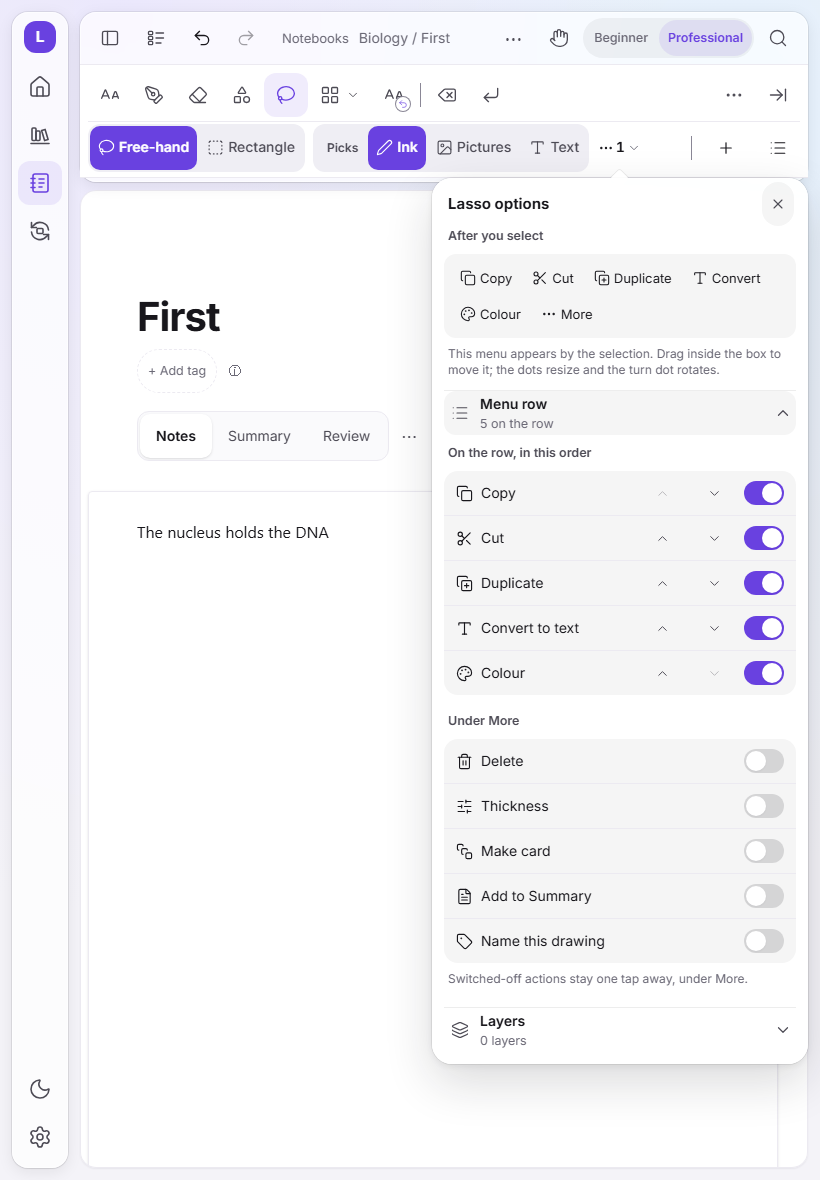 L
Notebooks Biology / First
Beginner Professional
Free-hand Rectangle Picks Ink Pictures Text ··· 1
Lasso options
After you select
Copy Cut Duplicate Convert
Colour ··· More
This menu appears by the selection. Drag inside the box to
move it; the dots resize and the turn dot rotates.
Menu row
5 on the row
On the row, in this order
Copy
Cut
Duplicate
Convert to text
Colour
Under More
Delete
Thickness
Make card
Add to Summary
Name this drawing
Switched-off actions stay one tap away, under More.
Layers
0 layers
First
+ Add tag
Notes Summary Review
The nucleus holds the DNA